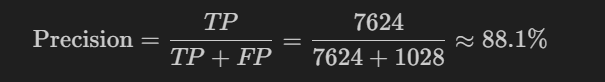 Precision = TP / TP + FP = 7624 / 7624 + 1028 ≈ 88.1%